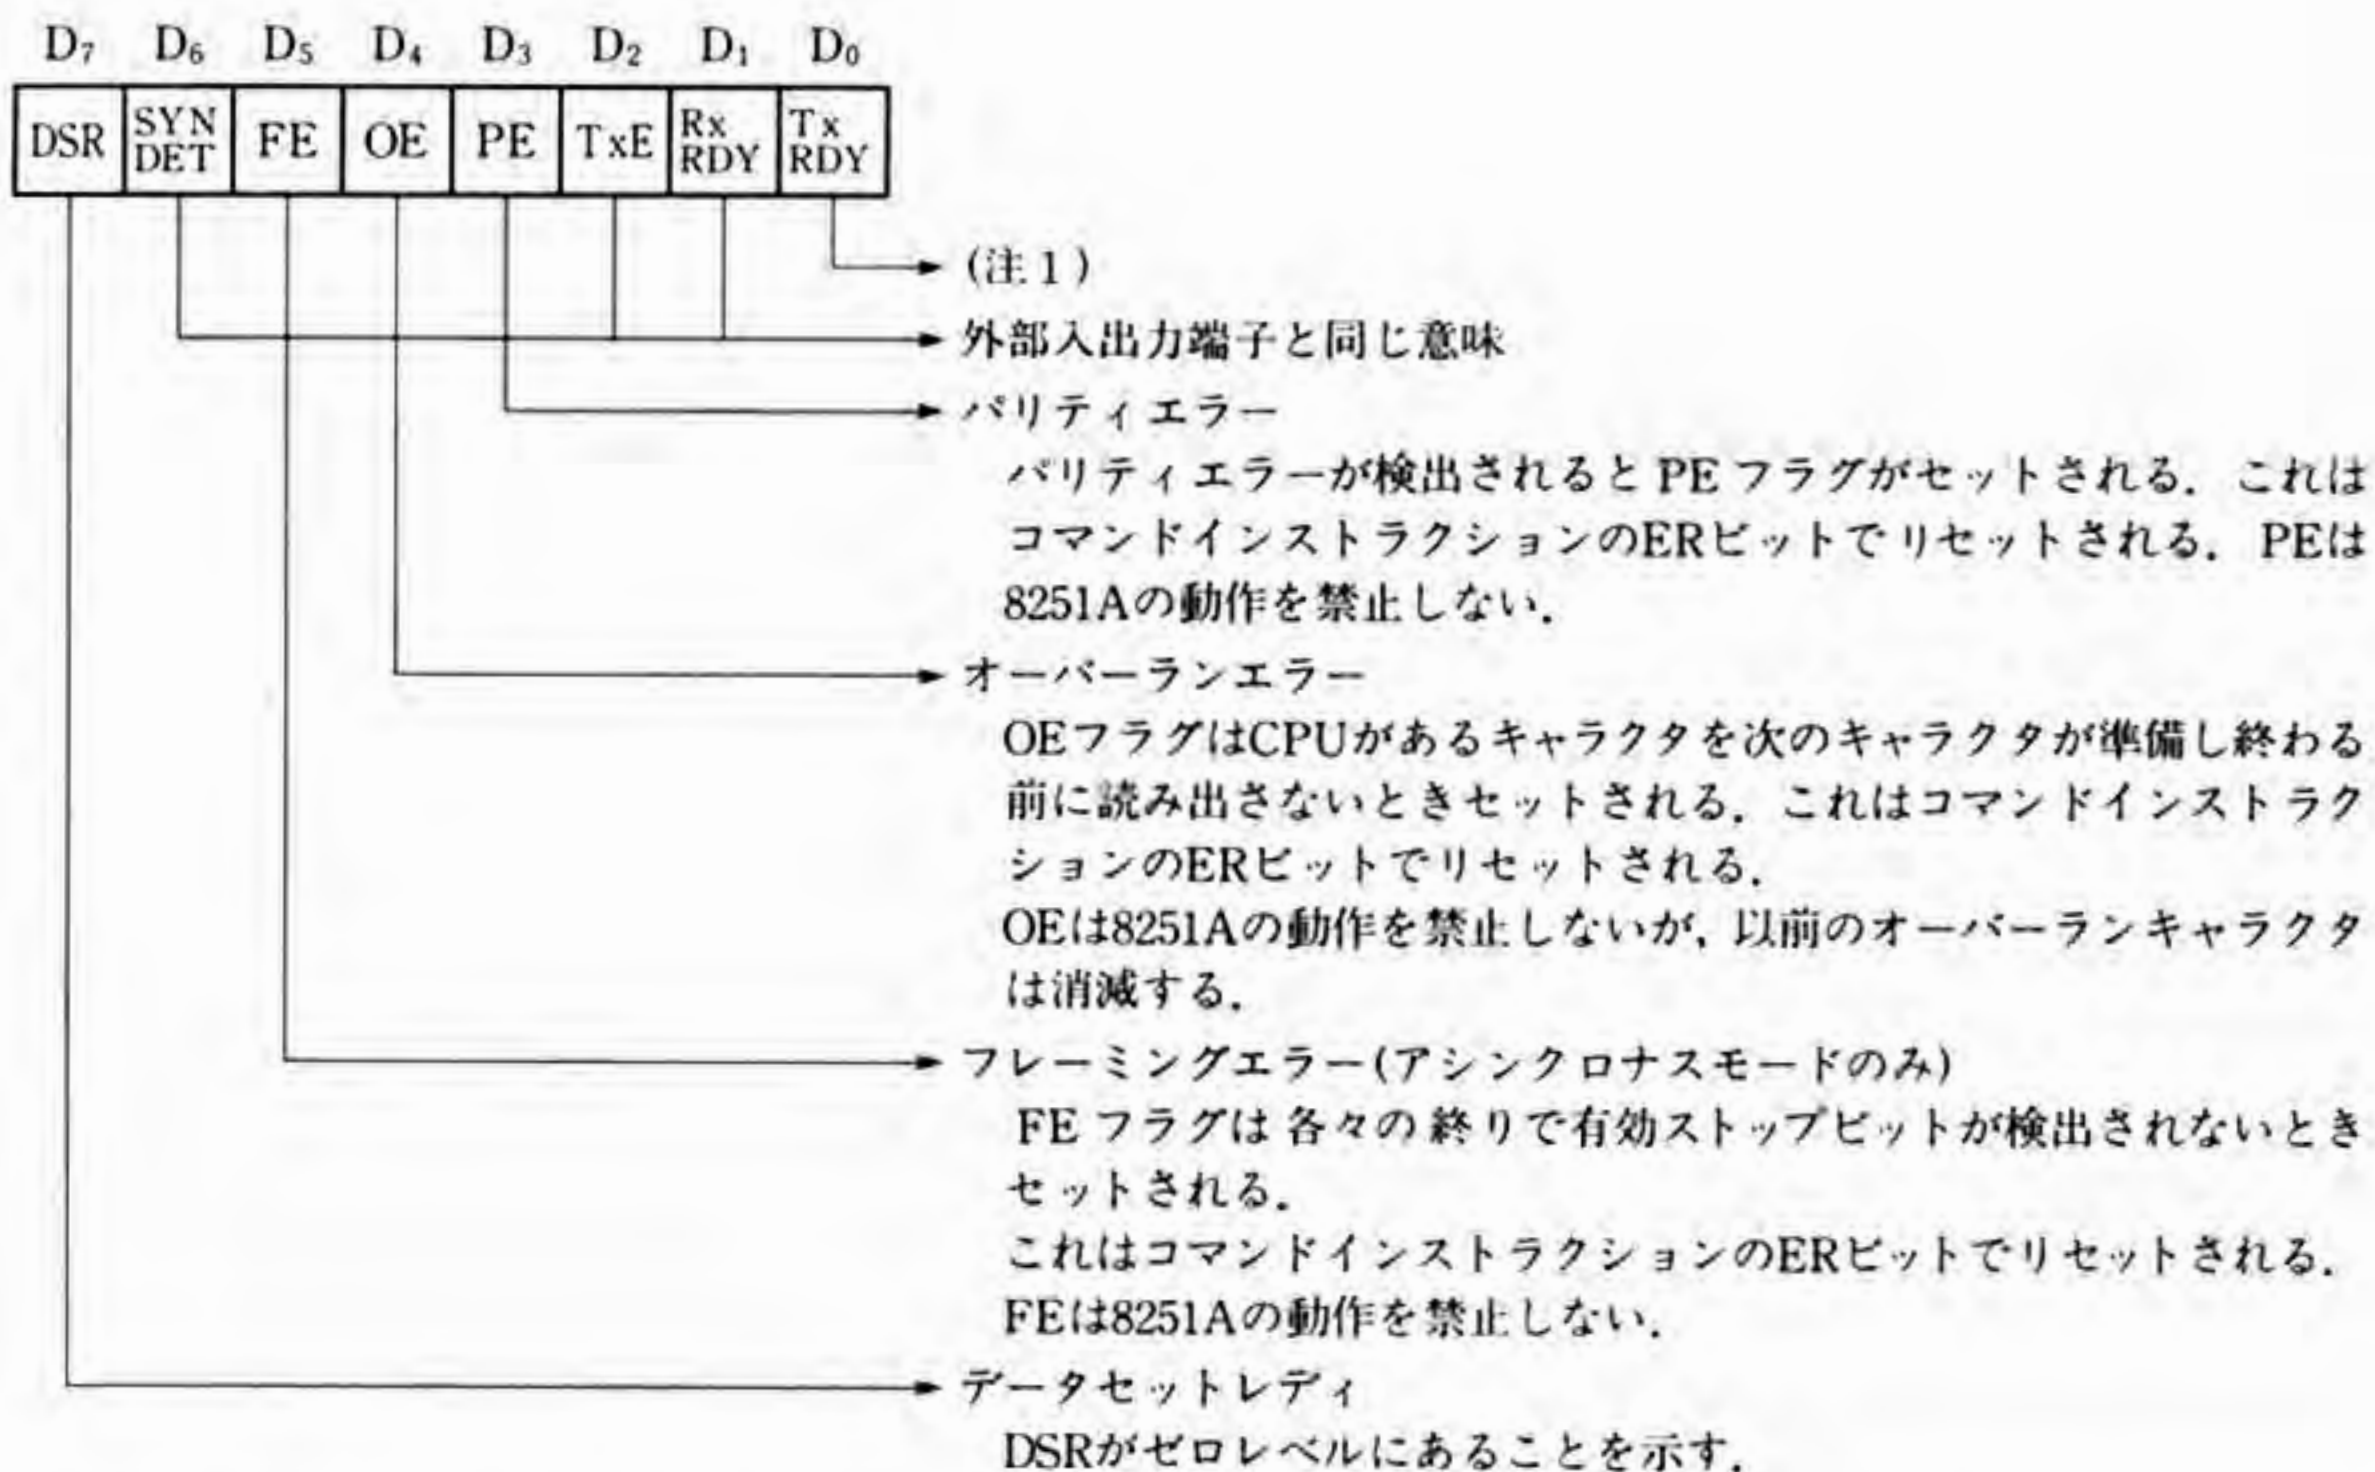 D₇ D₆ D₅ D₄ D₃ D₂ D₁ D₀
DSR SYN DET FE OE PE TxE Rx RDY Tx RDY
(注1)
外部入出力端子と同じ意味
パリティエラー
パリティエラーが検出されるとPEフラグがセットされる．これは
コマンドインストラクションのERビットでリセットされる．PEは
8251Aの動作を禁止しない．
オーバーランエラー
OEフラグはCPUがあるキャラクタを次のキャラクタが準備し終わる
前に読み出さないときセットされる．これはコマンドインストラク
ションのERビットでリセットされる．
OEは8251Aの動作を禁止しないが，以前のオーバーランキャラクタ
は消滅する．
フレーミングエラー(アシンクロナスモードのみ)
FEフラグは各々の終りで有効ストップビットが検出されないとき
セットされる．
これはコマンドインストラクションのERビットでリセットされる．
FEは8251Aの動作を禁止しない．
データセットレディ
DSRがゼロレベルにあることを示す．